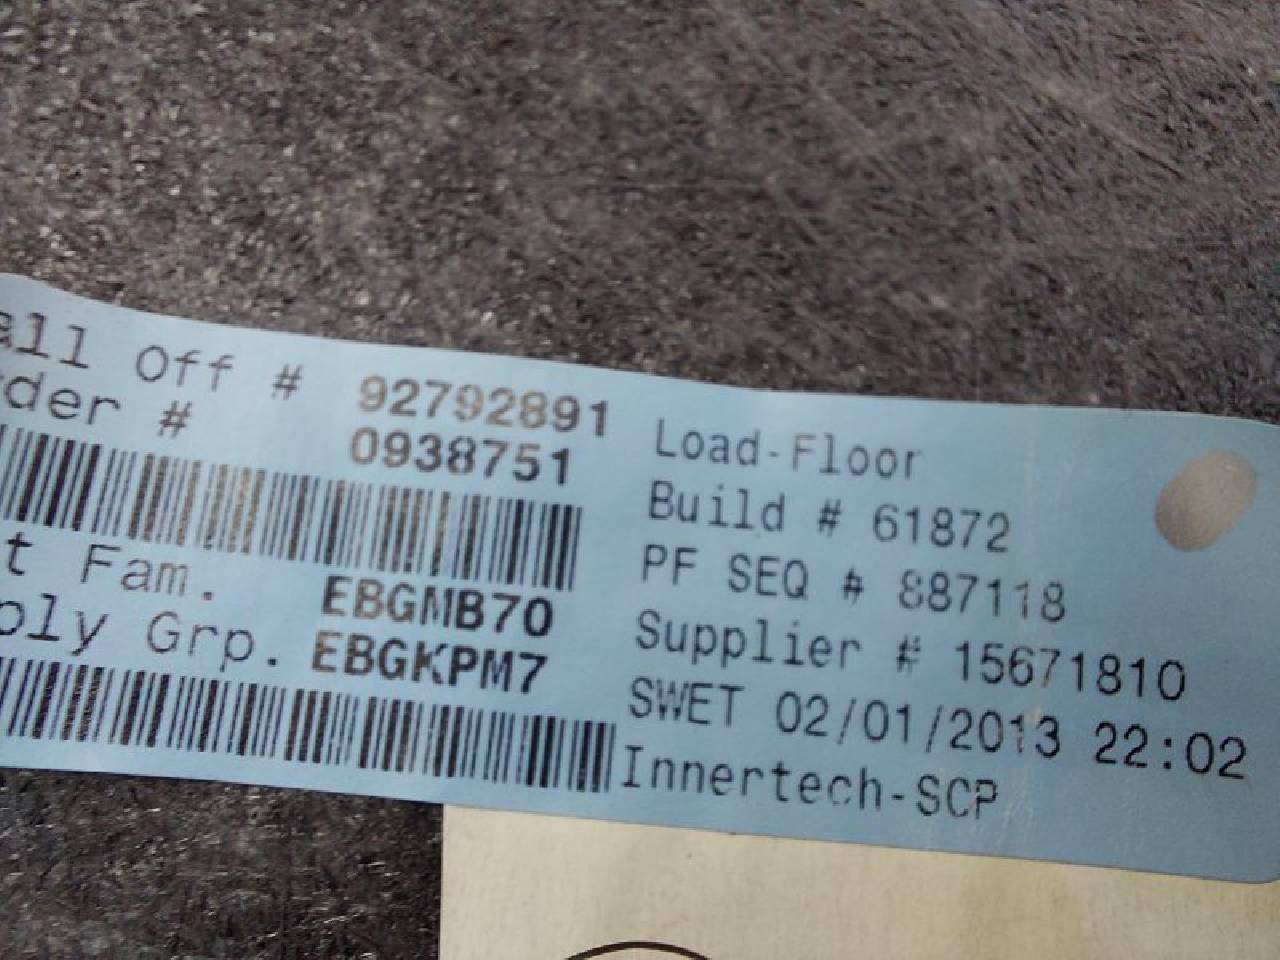 all Off # 92792891
der # 0938751
t Fam. EBGMB70
ply Grp. EBGKPM7
Load-Floor
Build # 61872
PF SEQ # 887118
Supplier # 15671810
SWET 02/01/2013 22:02
Innertech-SCP